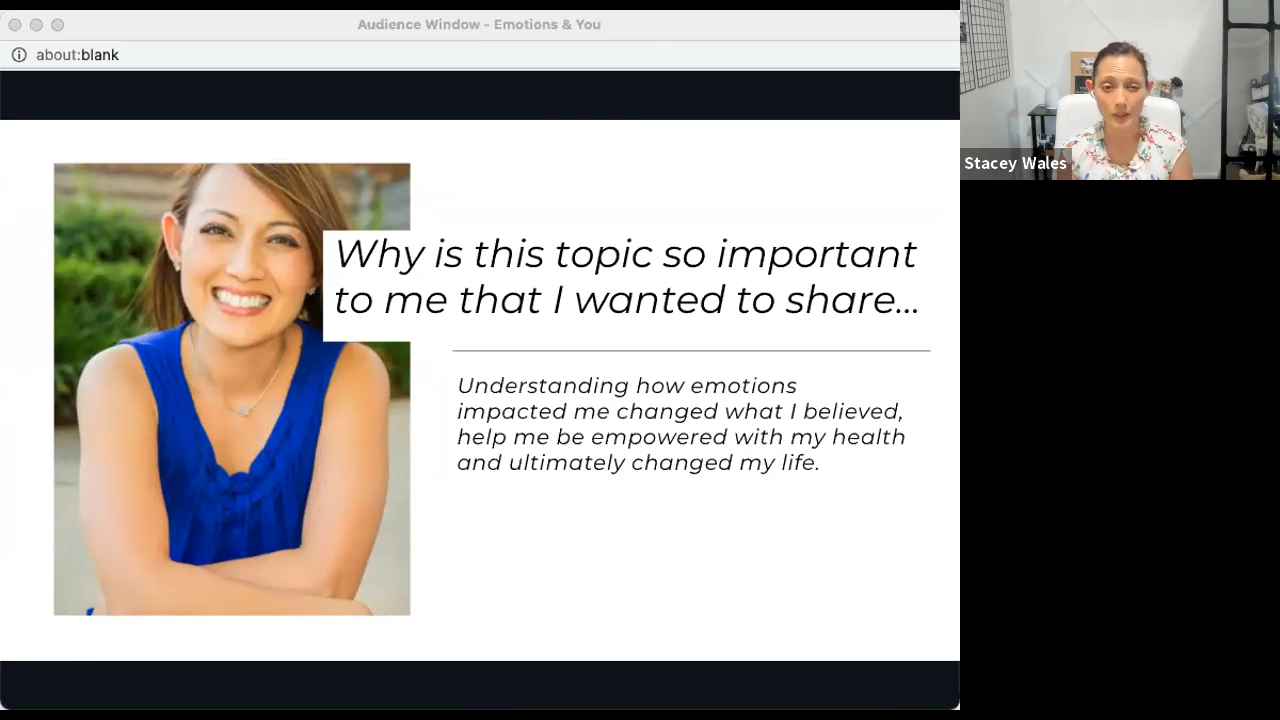 Audience Window - Emotions & You
about:blank
Why is this topic so important
to me that I wanted to share...
Understanding how emotions
impacted me changed what I believed,
help me be empowered with my health
and ultimately changed my life.
Stacey Wales